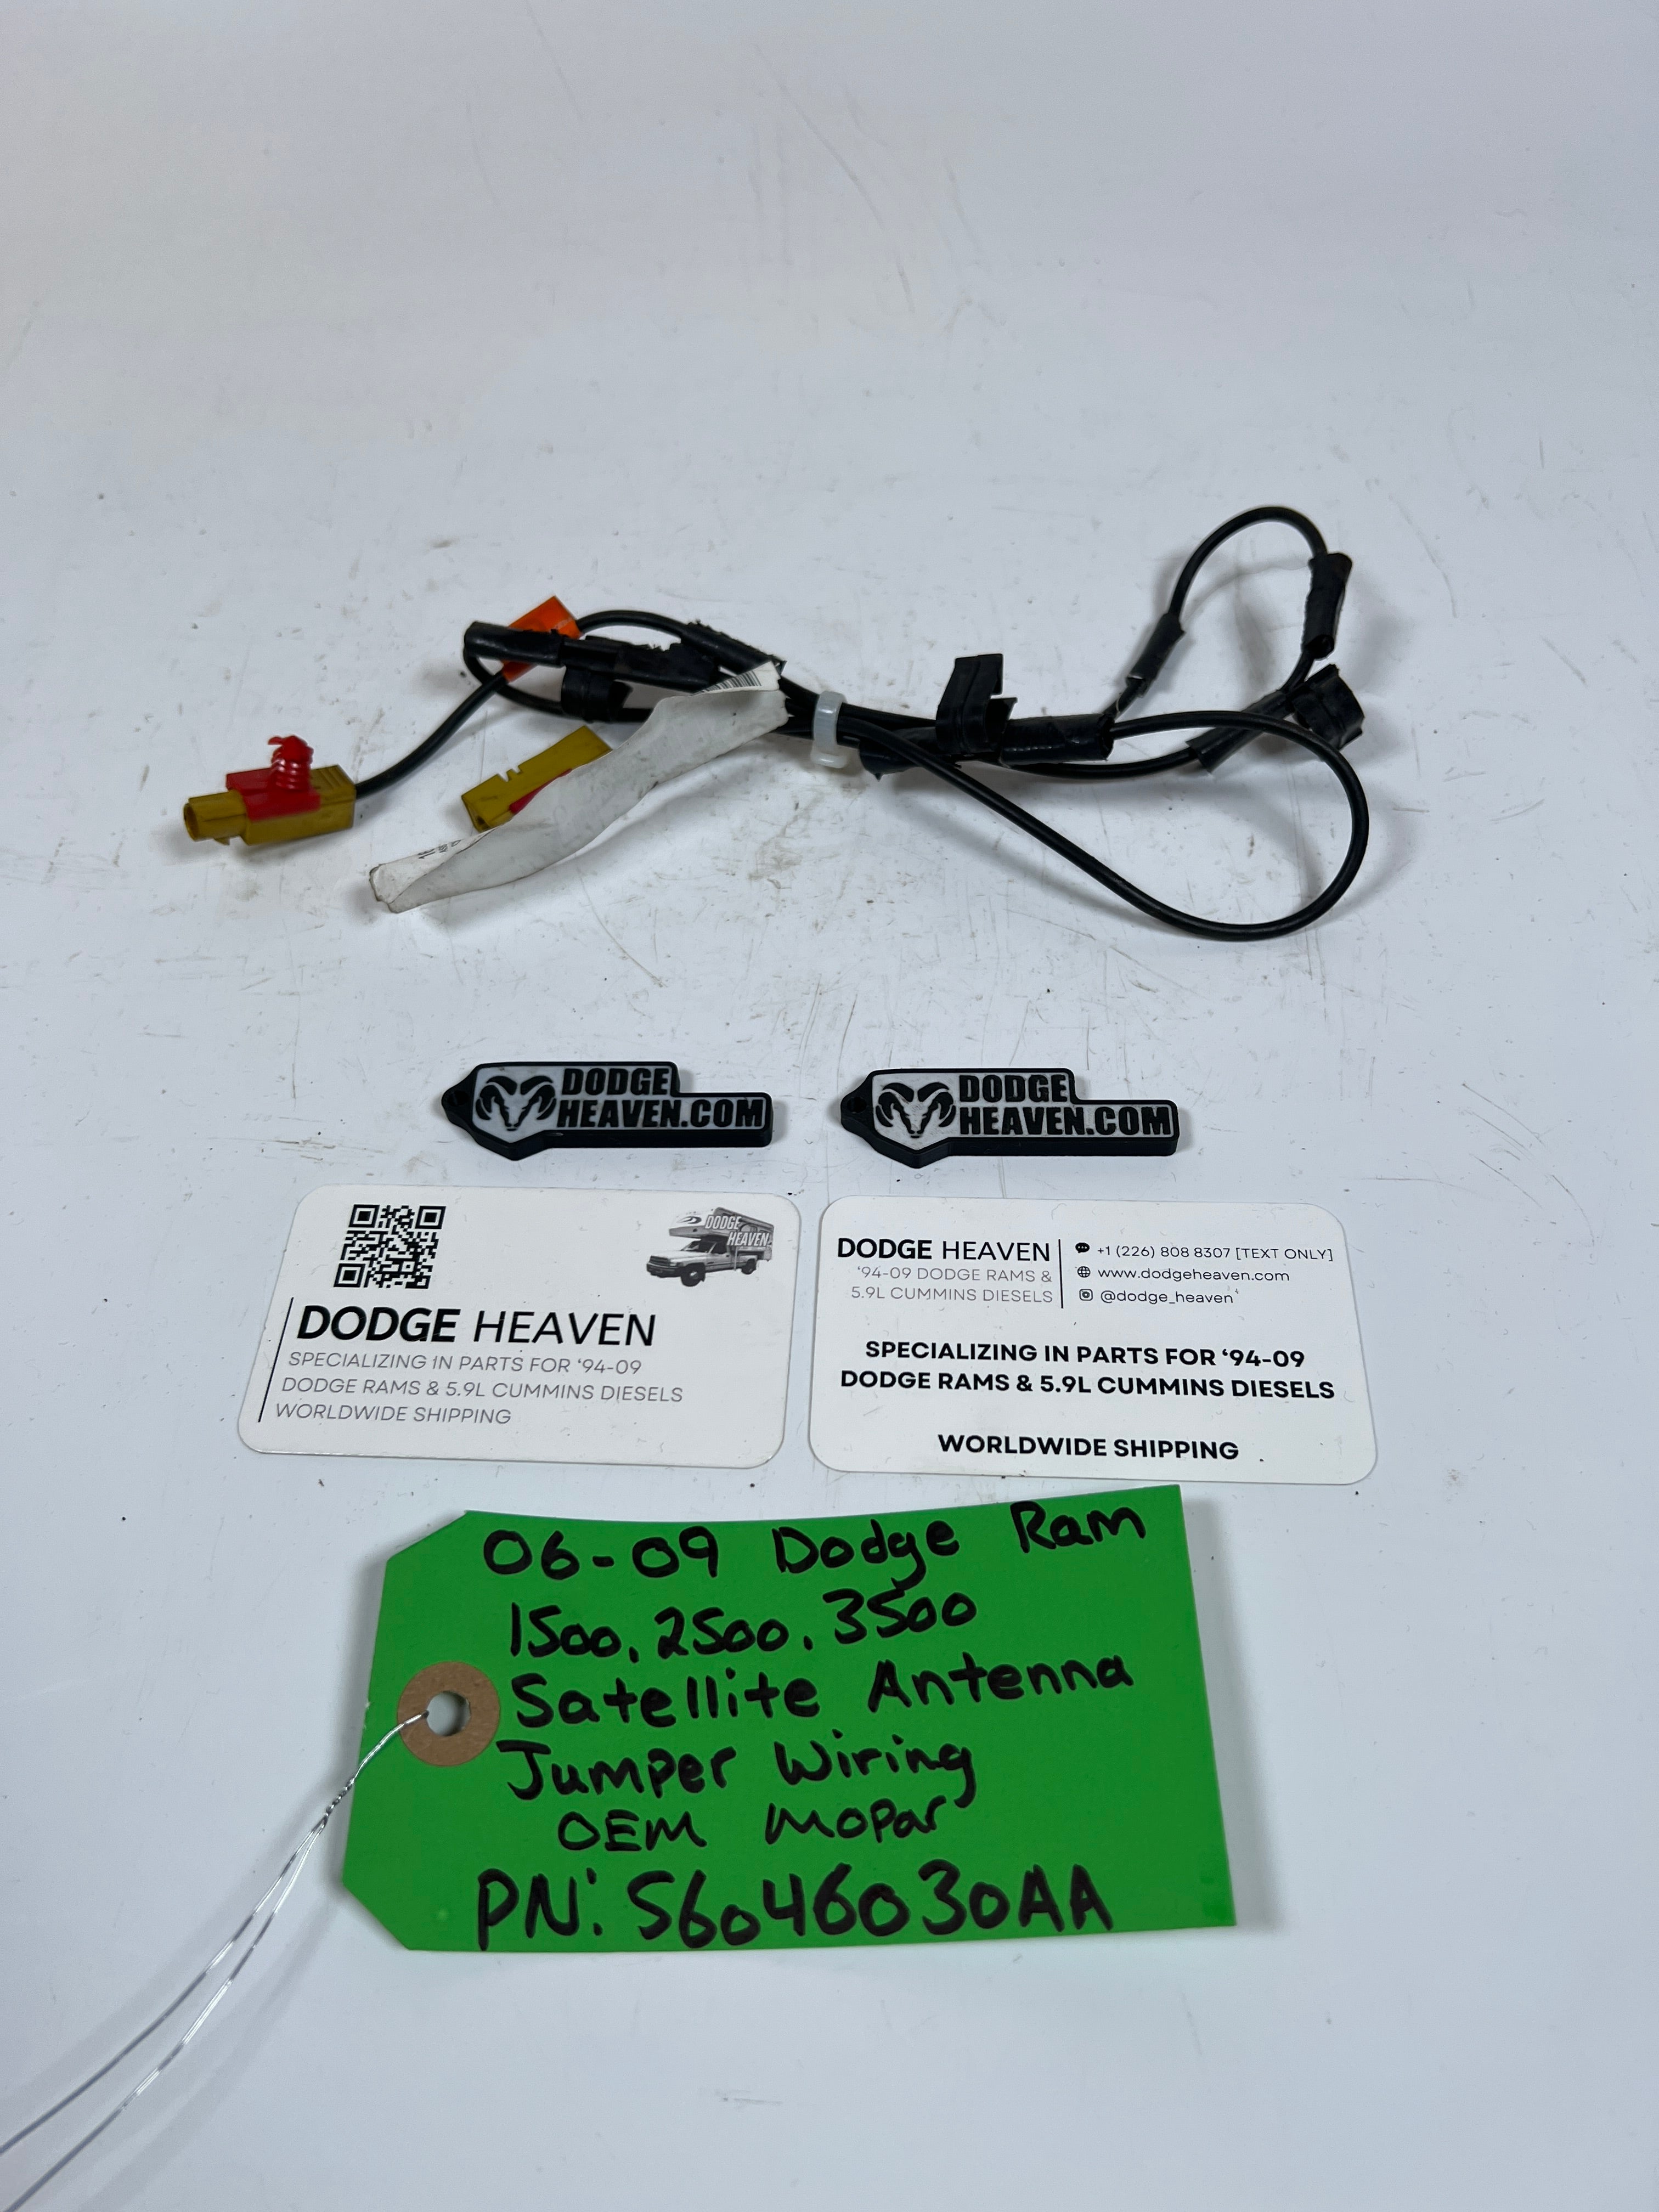 DODGE
HEAVEN.COM
DODGE
HEAVEN.COM
DODGE
HEAVEN
DODGE HEAVEN
SPECIALIZING IN PARTS FOR ‘94-09
DODGE RAMS & 5.9L CUMMINS DIESELS
WORLDWIDE SHIPPING
DODGE HEAVEN
‘94-09 DODGE RAMS &
5.9L CUMMINS DIESELS
+1 (226) 808 8307 [TEXT ONLY]
www.dodgeheaven.com
@dodge_heaven
SPECIALIZING IN PARTS FOR ‘94-09
DODGE RAMS & 5.9L CUMMINS DIESELS
WORLDWIDE SHIPPING
06-09 Dodge Ram
1500, 2500, 3500
Satellite Antenna
Jumper Wiring
OEM Mopar
PN: 56046030AA